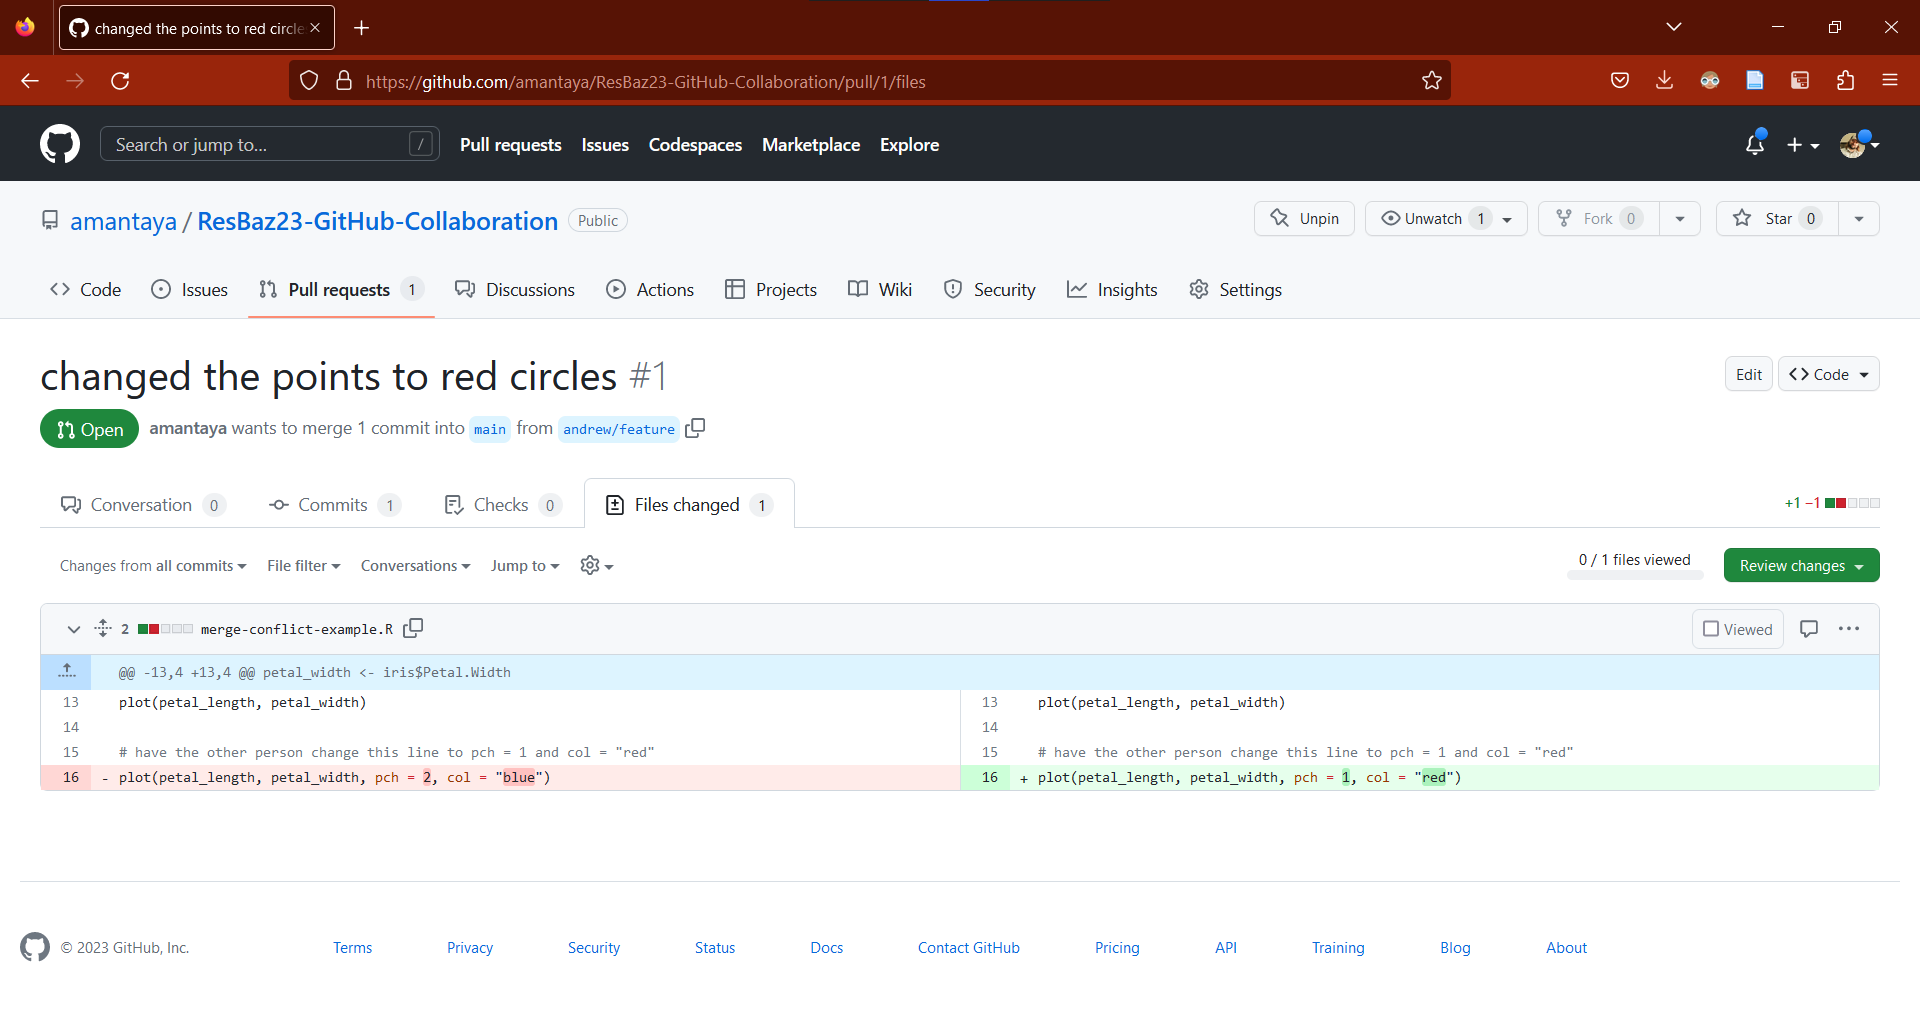 changed the points to red circle
https://github.com/amantaya/ResBaz23-GitHub-Collaboration/pull/1/files
Search or jump to... / Pull requests Issues Codespaces Marketplace Explore
amantaya / ResBaz23-GitHub-Collaboration Public Unpin Unwatch 1 Fork 0 Star 0
Code Issues Pull requests 1 Discussions Actions Projects Wiki Security Insights Settings
changed the points to red circles #1 Edit Code
Open amantaya wants to merge 1 commit into main from andrew/feature
Conversation 0 Commits 1 Checks 0 Files changed 1 +1 −1
Changes from all commits File filter Conversations Jump to 0 / 1 files viewed Review changes
2 merge-conflict-example.R Viewed
@@ -13,4 +13,4 @@ petal_width <- iris$Petal.Width
13 plot(petal_length, petal_width) 13 plot(petal_length, petal_width)
14 14
15 # have the other person change this line to pch = 1 and col = "red" 15 # have the other person change this line to pch = 1 and col = "red"
16 - plot(petal_length, petal_width, pch = 2, col = "blue") 16 + plot(petal_length, petal_width, pch = 1, col = "red")
© 2023 GitHub, Inc. Terms Privacy Security Status Docs Contact GitHub Pricing API Training Blog About